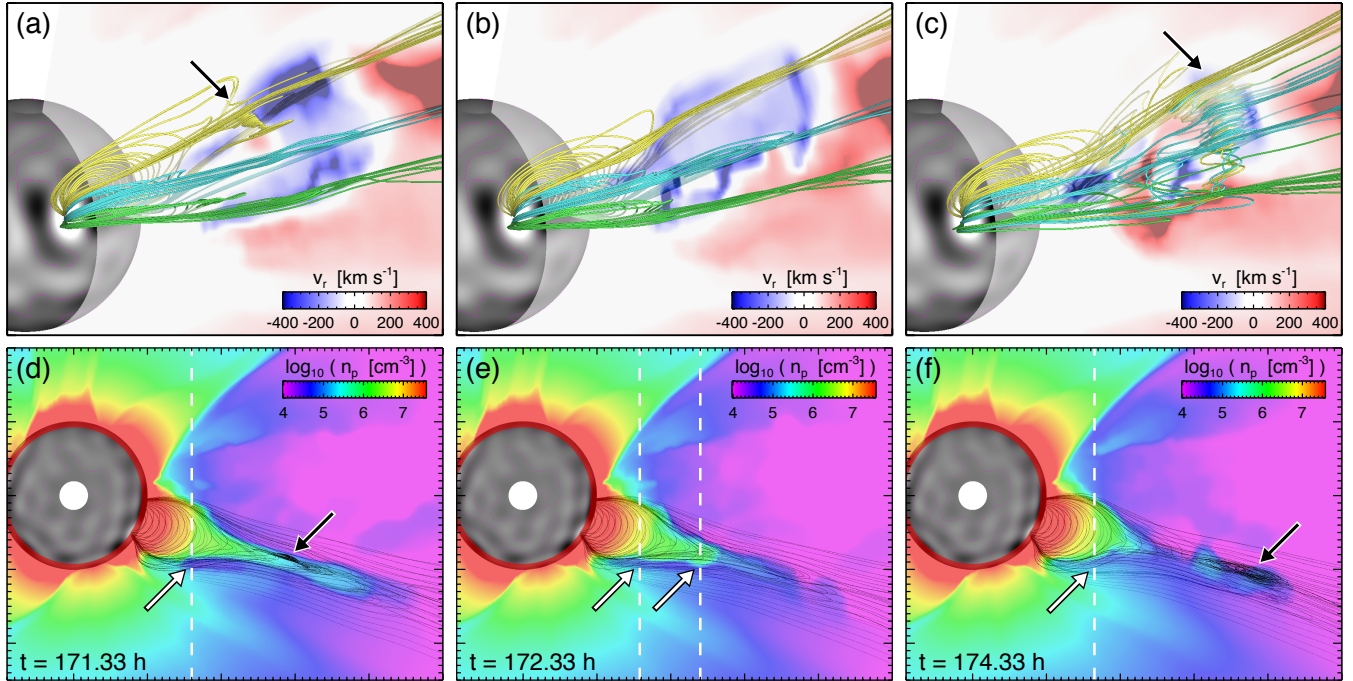 (a)
v_r [km s⁻¹]
-400 -200 0 200 400
(b)
v_r [km s⁻¹]
-400 -200 0 200 400
(c)
v_r [km s⁻¹]
-400 -200 0 200 400
(d)
log₁₀ ( n_p [cm⁻³] )
4 5 6 7
t = 171.33 h
(e)
log₁₀ ( n_p [cm⁻³] )
4 5 6 7
t = 172.33 h
(f)
log₁₀ ( n_p [cm⁻³] )
4 5 6 7
t = 174.33 h